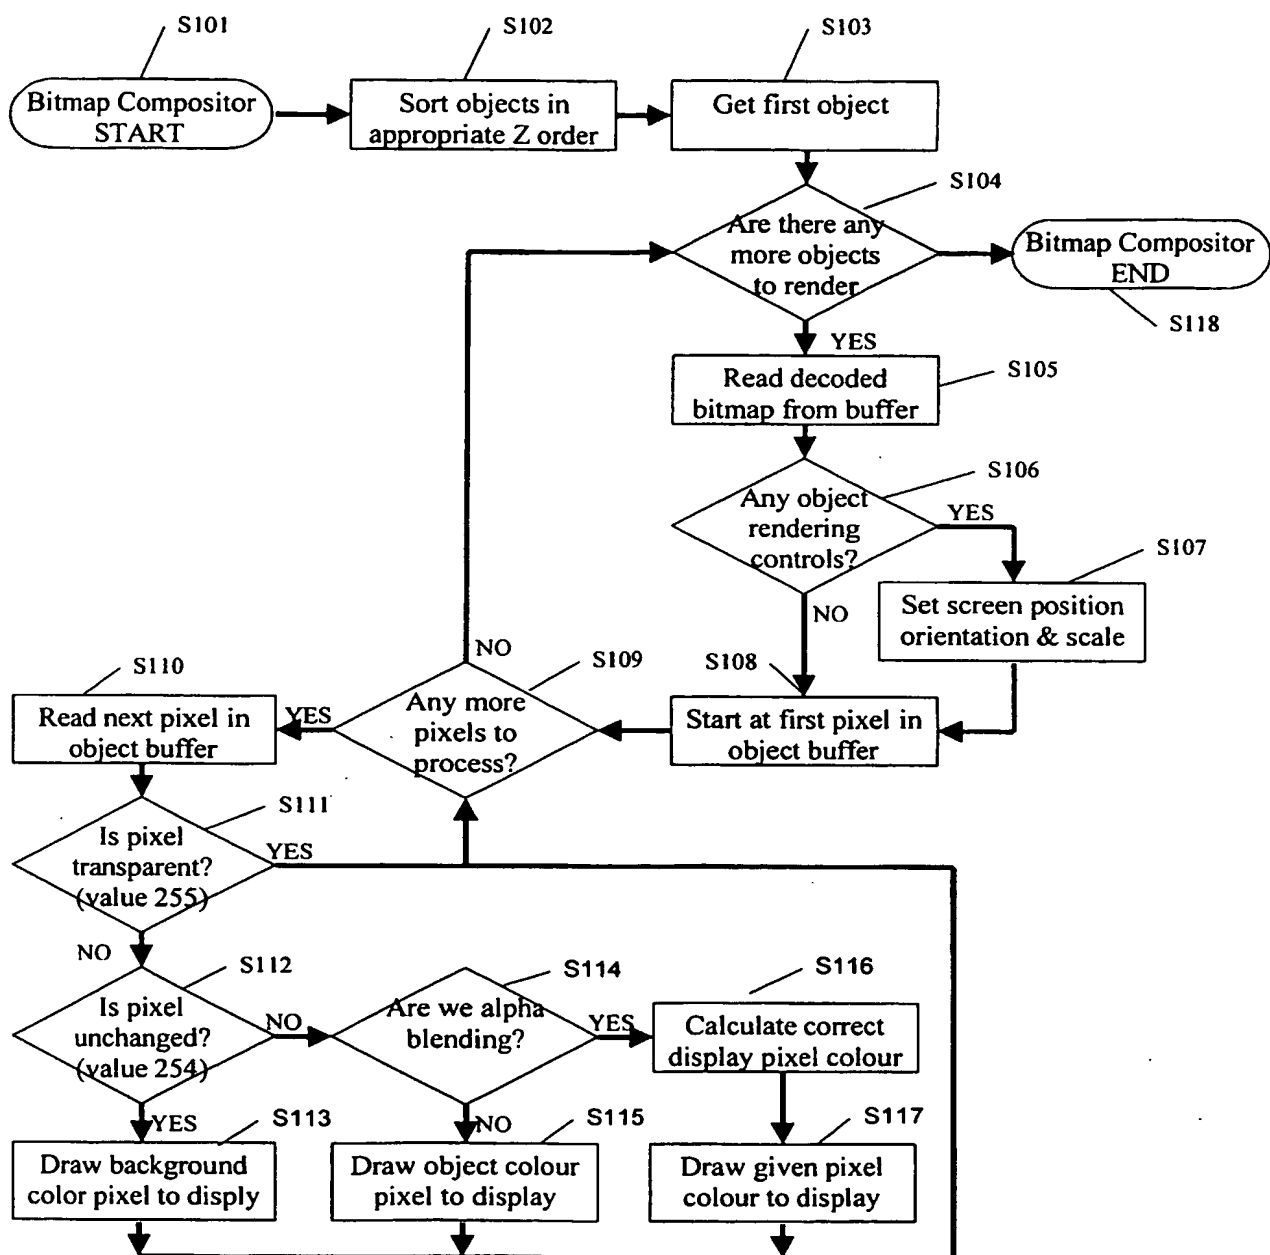 S101
S102
S103
Bitmap Compositor
START
Sort objects in
appropriate Z order
Get first object
S104
Are there any
more objects
to render
Bitmap Compositor
END
S118
YES
Read decoded
bitmap from buffer
S105
S106
Any object
rendering
controls?
YES
S107
NO
Set screen position
orientation & scale
NO
S108
S109
S110
Read next pixel in
object buffer
YES
Any more
pixels to
process?
Start at first pixel in
object buffer
S111
Is pixel
transparent?
(value 255)
YES
NO
S112
S114
S116
Is pixel
unchanged?
(value 254)
NO
Are we alpha
blending?
YES
Calculate correct
display pixel colour
YES
S113
NO
S115
S117
Draw background
color pixel to disply
Draw object colour
pixel to display
Draw given pixel
colour to display